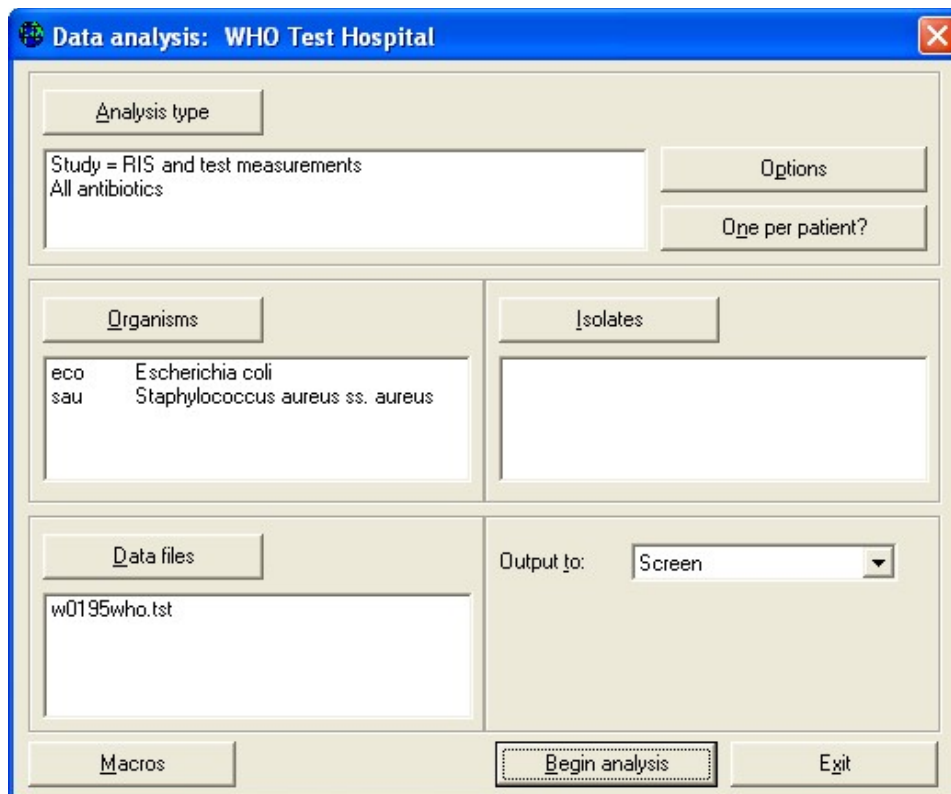 Data analysis: WHO Test Hospital
Analysis type
Study = RIS and test measurements
All antibiotics
Options
One per patient?
Organisms
eco Escherichia coli
sau Staphylococcus aureus ss. aureus
Isolates
Data files
w0195who.tst
Output to: Screen
Macros
Begin analysis
Exit